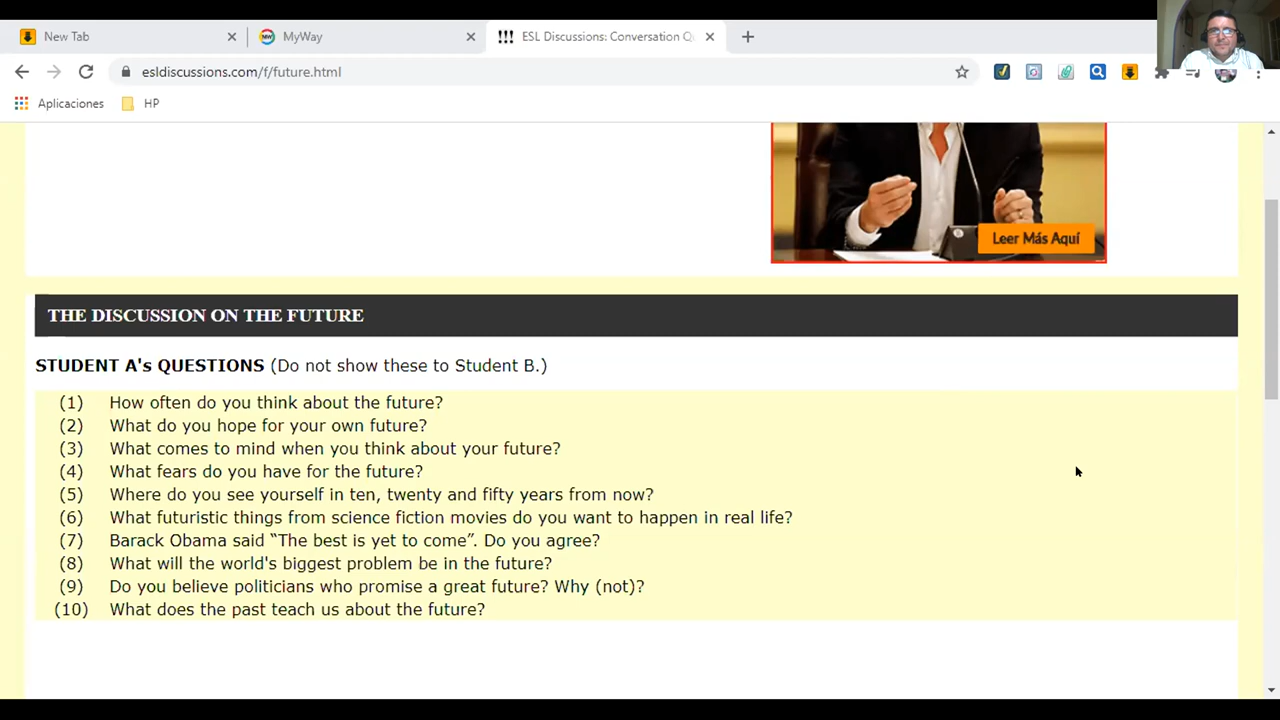 New Tab
MyWay
ESL Discussions: Conversation Qu
esldiscussions.com/f/future.html
Aplicaciones
HP
Leer Más Aquí
THE DISCUSSION ON THE FUTURE
STUDENT A's QUESTIONS (Do not show these to Student B.)
(1) How often do you think about the future?
(2) What do you hope for your own future?
(3) What comes to mind when you think about your future?
(4) What fears do you have for the future?
(5) Where do you see yourself in ten, twenty and fifty years from now?
(6) What futuristic things from science fiction movies do you want to happen in real life?
(7) Barack Obama said “The best is yet to come”. Do you agree?
(8) What will the world's biggest problem be in the future?
(9) Do you believe politicians who promise a great future? Why (not)?
(10) What does the past teach us about the future?